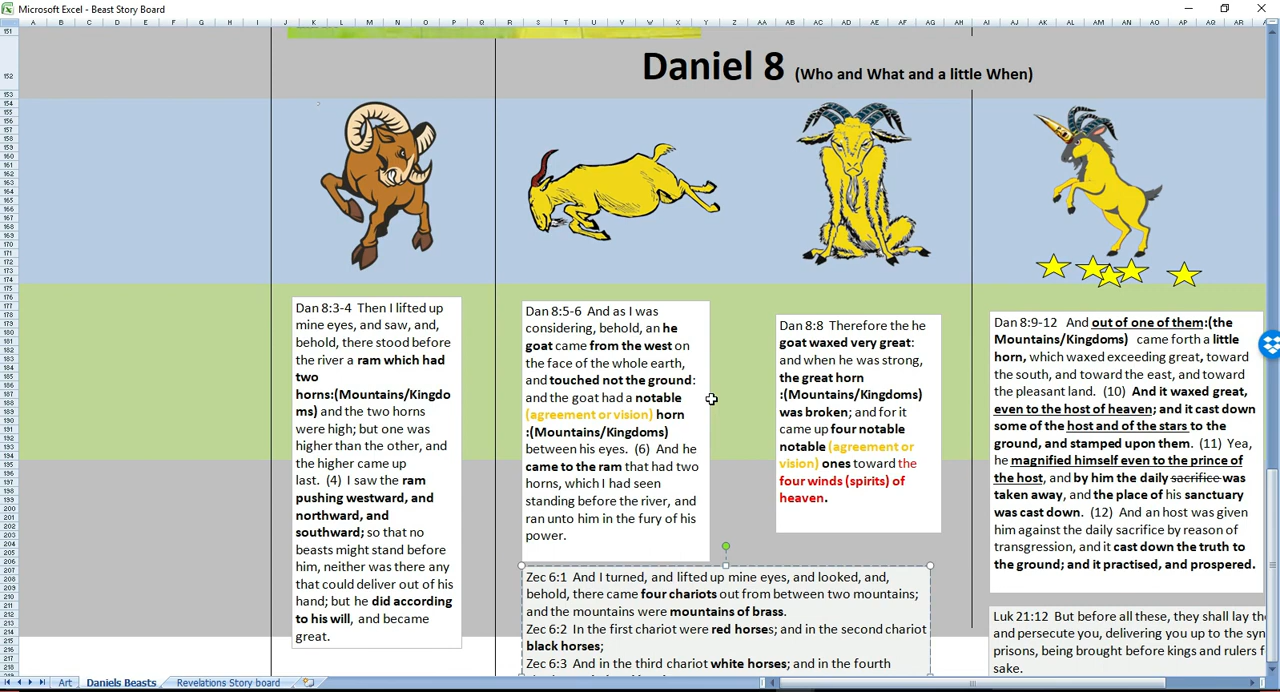 Microsoft Excel - Beast Story Board
Daniel 8 (Who and What and a little When)
Dan 8:3-4 Then I lifted up
mine eyes, and saw, and,
behold, there stood before
the river a ram which had
two
horns:(Mountains/Kingdo
ms) and the two horns
were high; but one was
higher than the other, and
the higher came up
last. (4) I saw the ram
pushing westward, and
northward, and
southward; so that no
beasts might stand before
him, neither was there any
that could deliver out of his
hand; but he did according
to his will, and became
great.
Dan 8:5-6 And as I was
considering, behold, an he
goat came from the west on
the face of the whole earth,
and touched not the ground:
and the goat had a notable
(agreement or vision) horn
:(Mountains/Kingdoms)
between his eyes. (6) And he
came to the ram that had two
horns, which I had seen
standing before the river, and
ran unto him in the fury of his
power.
Zec 6:1 And I turned, and lifted up mine eyes, and looked, and,
behold, there came four chariots out from between two mountains;
and the mountains were mountains of brass.
Zec 6:2 In the first chariot were red horses; and in the second chariot
black horses;
Zec 6:3 And in the third chariot white horses; and in the fourth
Dan 8:8 Therefore the he
goat waxed very great:
and when he was strong,
the great horn
:(Mountains/Kingdoms)
was broken; and for it
came up four notable
notable (agreement or
vision) ones toward the
four winds (spirits) of
heaven.
Dan 8:9-12 And out of one of them:(the
Mountains/Kingdoms) came forth a little
horn, which waxed exceeding great, toward
the south, and toward the east, and toward
the pleasant land. (10) And it waxed great,
even to the host of heaven; and it cast down
some of the host and of the stars to the
ground, and stamped upon them. (11) Yea,
he magnified himself even to the prince of
the host, and by him the daily sacrifice was
taken away, and the place of his sanctuary
was cast down. (12) And an host was given
him against the daily sacrifice by reason of
transgression, and it cast down the truth to
the ground; and it practised, and prospered.
Luk 21:12 But before all these, they shall lay th
and persecute you, delivering you up to the syn
prisons, being brought before kings and rulers f
sake.
Art
Daniels Beasts
Revelations Story board